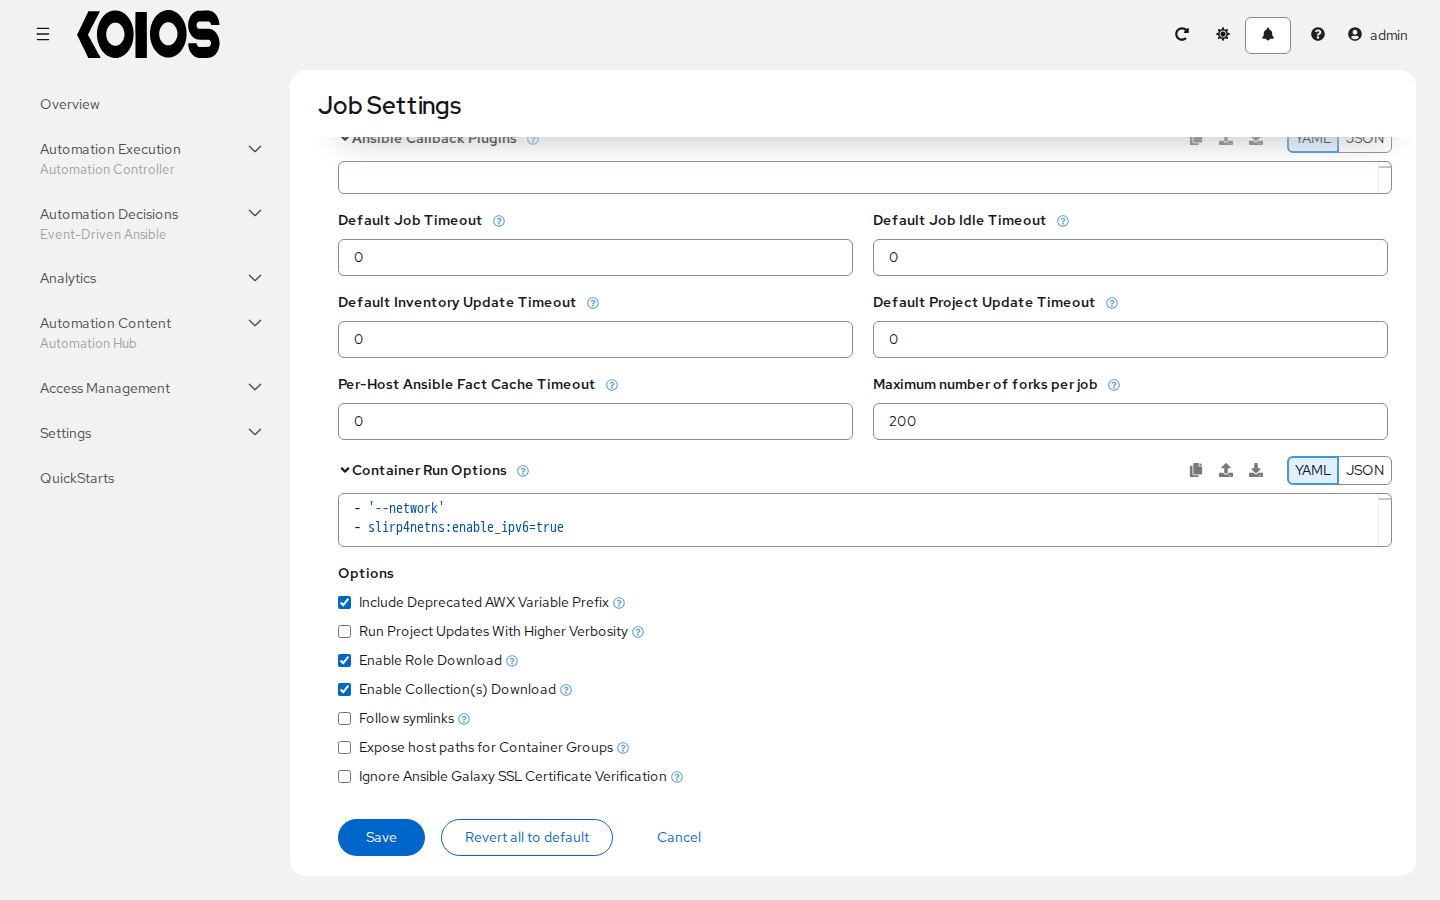 KOIOS
admin
Overview
Automation Execution
Automation Controller
Automation Decisions
Event-Driven Ansible
Analytics
Automation Content
Automation Hub
Access Management
Settings
QuickStarts
Job Settings
Ansible Callback Plugins
YAML JSON
Default Job Timeout
Default Job Idle Timeout
0
0
Default Inventory Update Timeout
Default Project Update Timeout
0
0
Per-Host Ansible Fact Cache Timeout
Maximum number of forks per job
0
200
Container Run Options
YAML JSON
- '--network'
- slirp4netns:enable_ipv6=true
Options
Include Deprecated AWX Variable Prefix
Run Project Updates With Higher Verbosity
Enable Role Download
Enable Collection(s) Download
Follow symlinks
Expose host paths for Container Groups
Ignore Ansible Galaxy SSL Certificate Verification
Save
Revert all to default
Cancel